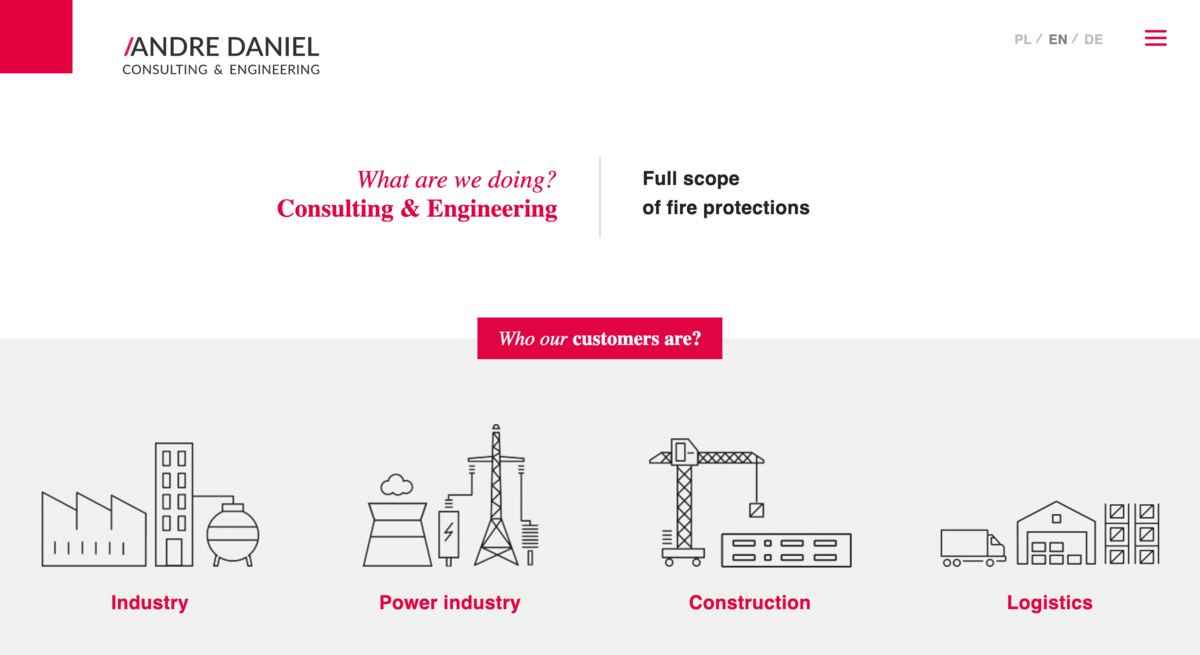 /ANDRE DANIEL
CONSULTING & ENGINEERING
PL / EN / DE
What are we doing?
Consulting & Engineering
Full scope
of fire protections
Who our customers are?
Industry
Power industry
Construction
Logistics